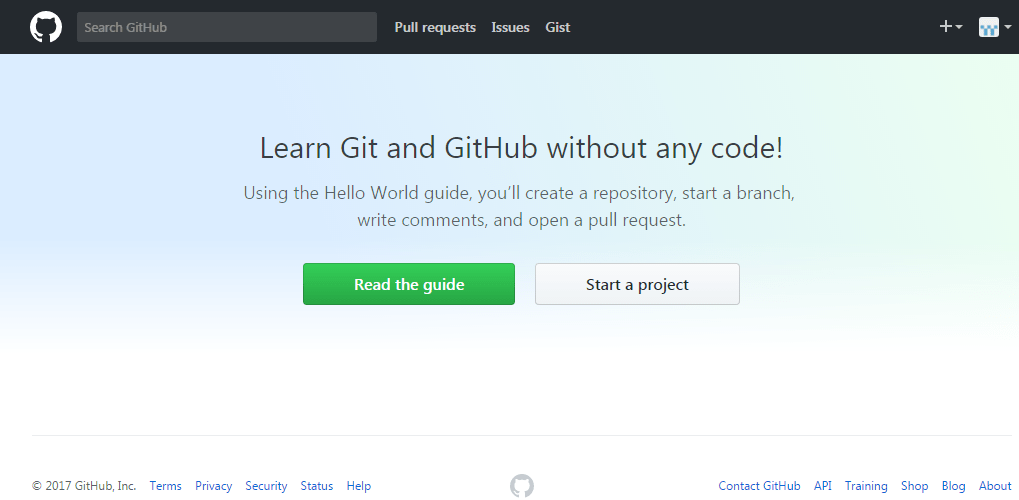 Search GitHub Pull requests Issues Gist
Learn Git and GitHub without any code!
Using the Hello World guide, you’ll create a repository, start a branch,
write comments, and open a pull request.
Read the guide Start a project
© 2017 GitHub, Inc. Terms Privacy Security Status Help Contact GitHub API Training Shop Blog About